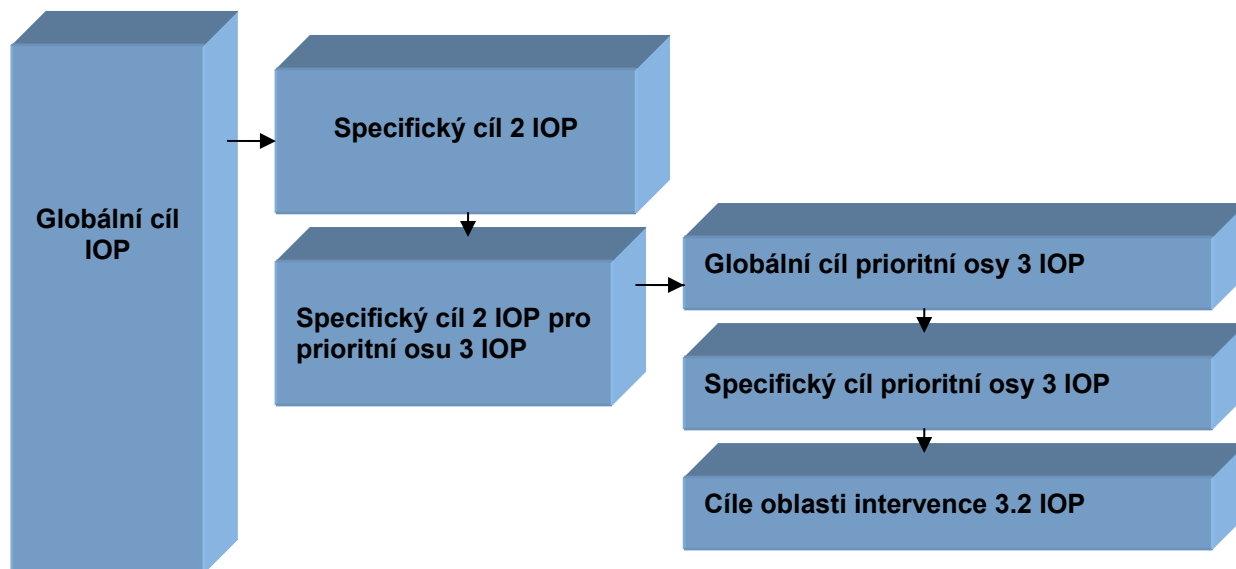 Globální cíl
IOP
Specifický cíl 2 IOP
Specifický cíl 2 IOP pro
prioritní osu 3 IOP
Globální cíl prioritní osy 3 IOP
Specifický cíl prioritní osy 3 IOP
Cíle oblasti intervence 3.2 IOP